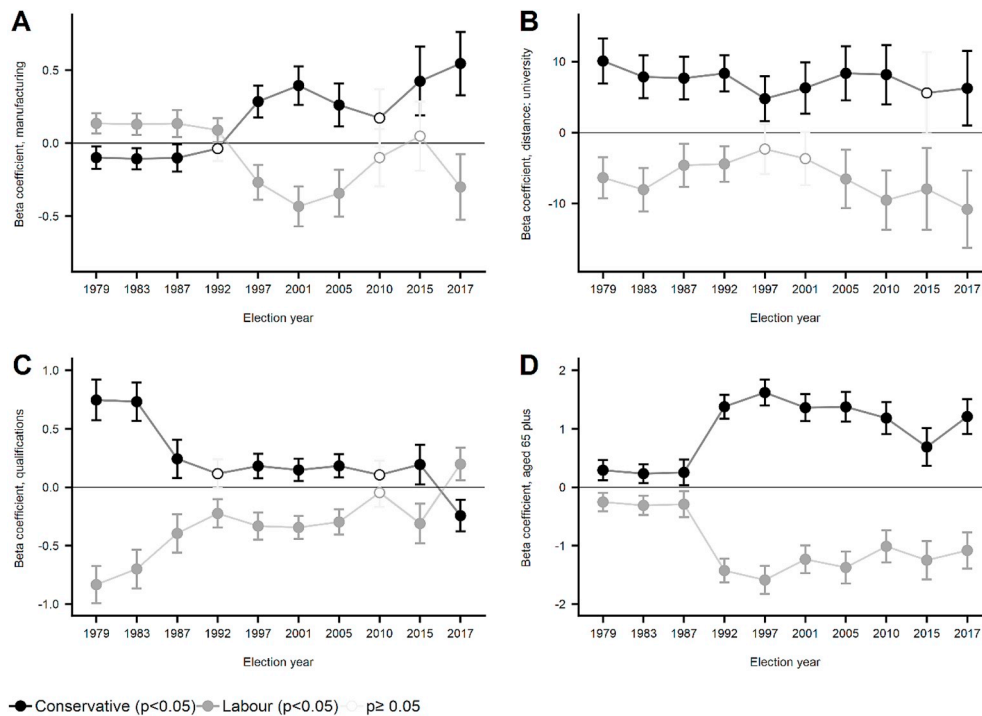 A
Beta coefficient, manufacturing
0.5
0.0
-0.5
1979 1983 1987 1992 1997 2001 2005 2010 2015 2017
Election year
B
Beta coefficient, distance: university
10
0
-10
1979 1983 1987 1992 1997 2001 2005 2010 2015 2017
Election year
C
Beta coefficient, qualifications
1.0
0.5
0.0
-0.5
-1.0
1979 1983 1987 1992 1997 2001 2005 2010 2015 2017
Election year
D
Beta coefficient, aged 65 plus
2
1
0
-1
-2
1979 1983 1987 1992 1997 2001 2005 2010 2015 2017
Election year
Conservative (p<0.05) Labour (p<0.05) p≥ 0.05